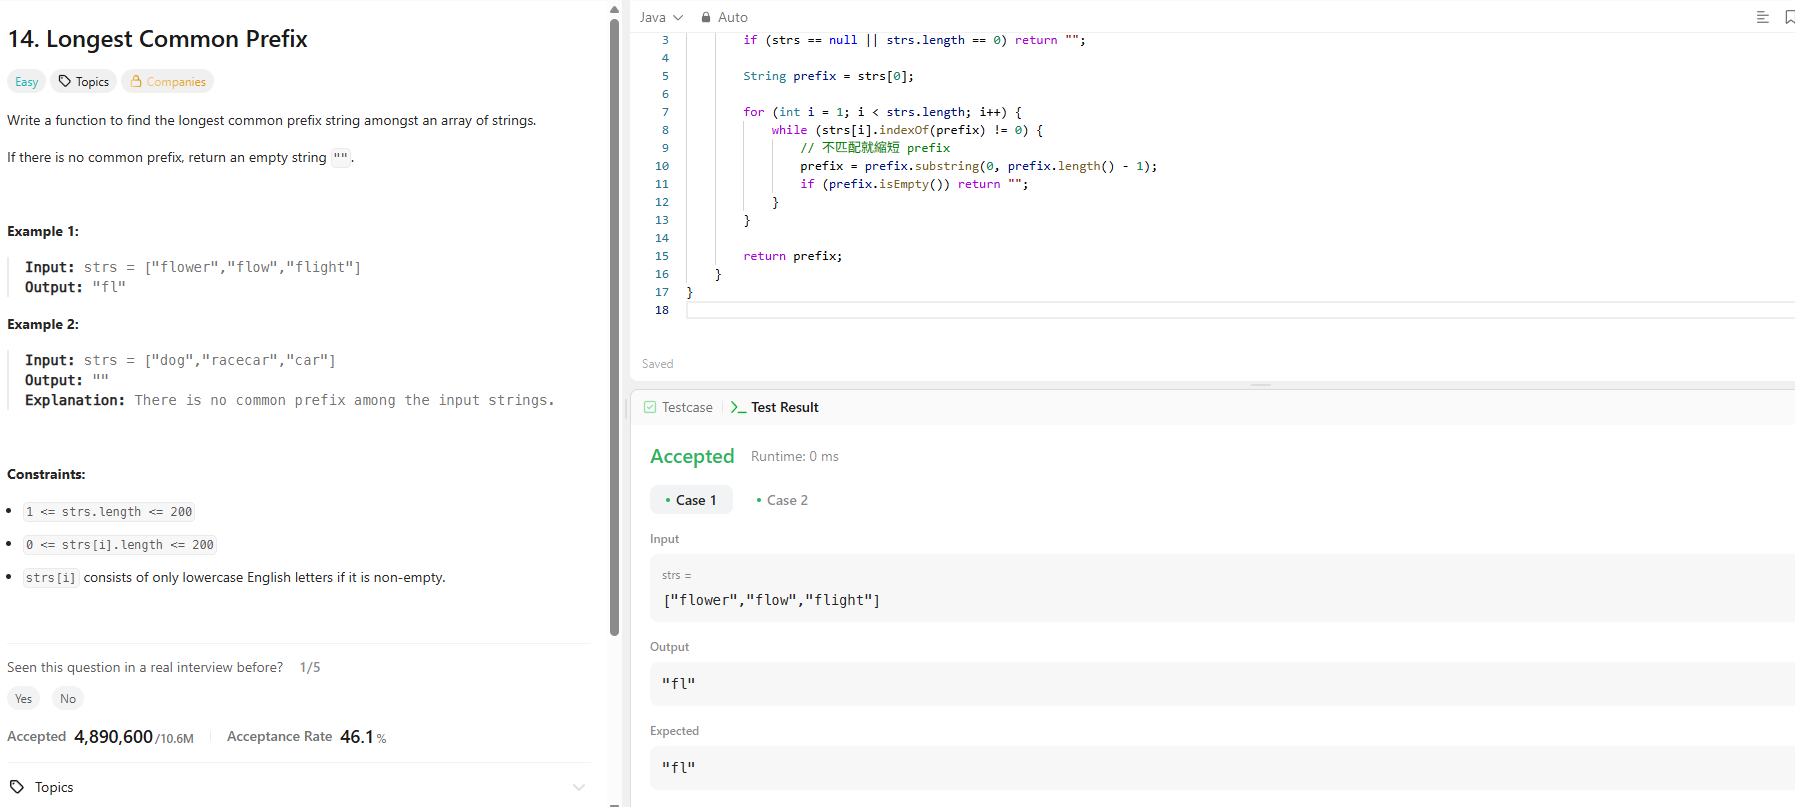 14. Longest Common Prefix
Easy Topics Companies
Write a function to find the longest common prefix string amongst an array of strings.
If there is no common prefix, return an empty string "".
Example 1:
Input: strs = ["flower","flow","flight"]
Output: "fl"
Example 2:
Input: strs = ["dog","racecar","car"]
Output: ""
Explanation: There is no common prefix among the input strings.
Constraints:
1 <= strs.length <= 200
0 <= strs[i].length <= 200
strs[i] consists of only lowercase English letters if it is non-empty.
Seen this question in a real interview before? 1/5
Yes No
Accepted 4,890,600/10.6M Acceptance Rate 46.1%
Topics
Java Auto
3 if (strs == null || strs.length == 0) return "";
4
5 String prefix = strs[0];
6
7 for (int i = 1; i < strs.length; i++) {
8 while (strs[i].indexOf(prefix) != 0) {
9 // 不匹配就縮短 prefix
10 prefix = prefix.substring(0, prefix.length() - 1);
11 if (prefix.isEmpty()) return "";
12 }
13 }
14
15 return prefix;
16 }
17 }
18
Saved
Testcase Test Result
Accepted Runtime: 0 ms
Case 1 Case 2
Input
strs =
["flower","flow","flight"]
Output
"fl"
Expected
"fl"